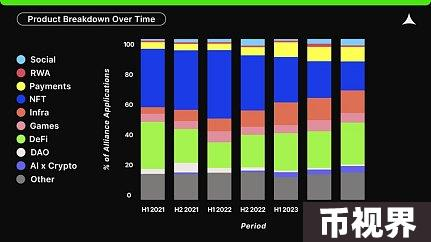 Product Breakdown Over Time
Social
RWA
Payments
NFT
Infra
Games
DeFi
DAO
AI x Crypto
Other
% of Alliance Applications
100
80
60
40
20
0
H1 2021
H2 2021
H1 2022
H2 2022
H1 2023
Period
币视界